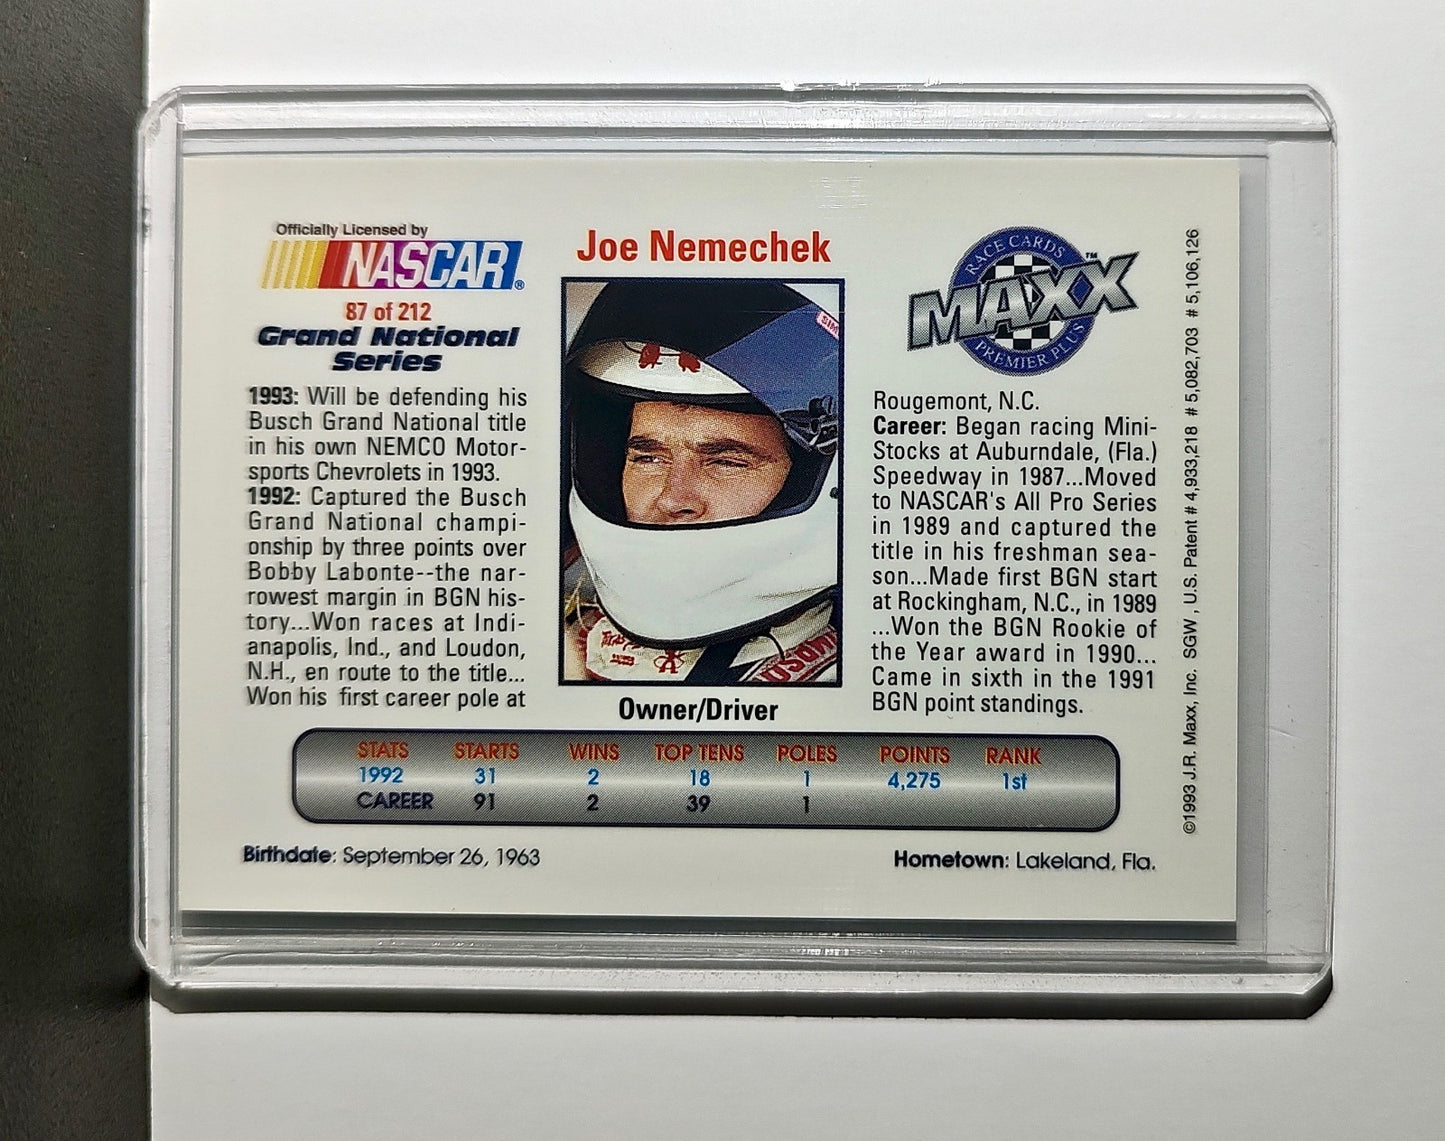 Officially Licensed by
NASCAR®
87 of 212
Grand National
Series
1993: Will be defending his
Busch Grand National title
in his own NEMCO Motor-
sports Chevrolets in 1993.
1992: Captured the Busch
Grand National champi-
onship by three points over
Bobby Labonte--the nar-
rowest margin in BGN his-
tory...Won races at Indi-
anapolis, Ind., and Loudon,
N.H., en route to the title...
Won his first career pole at
Joe Nemechek
SIM
Owner/Driver
RACE CARDS
MAXX™
PREMIER PLUS
Rougemont, N.C.
Career: Began racing Mini-
Stocks at Auburndale, (Fla.)
Speedway in 1987...Moved
to NASCAR's All Pro Series
in 1989 and captured the
title in his freshman sea-
son...Made first BGN start
at Rockingham, N.C., in 1989
...Won the BGN Rookie of
the Year award in 1990...
Came in sixth in the 1991
BGN point standings.
STATS STARTS WINS TOP TENS POLES POINTS RANK
1992 31 2 18 1 4,275 1st
CAREER 91 2 39 1
Birthdate: September 26, 1963
Hometown: Lakeland, Fla.
©1993 J.R. Maxx, Inc. SGW, U.S. Patent # 4,933,218 # 5,082,703 # 5,106,126